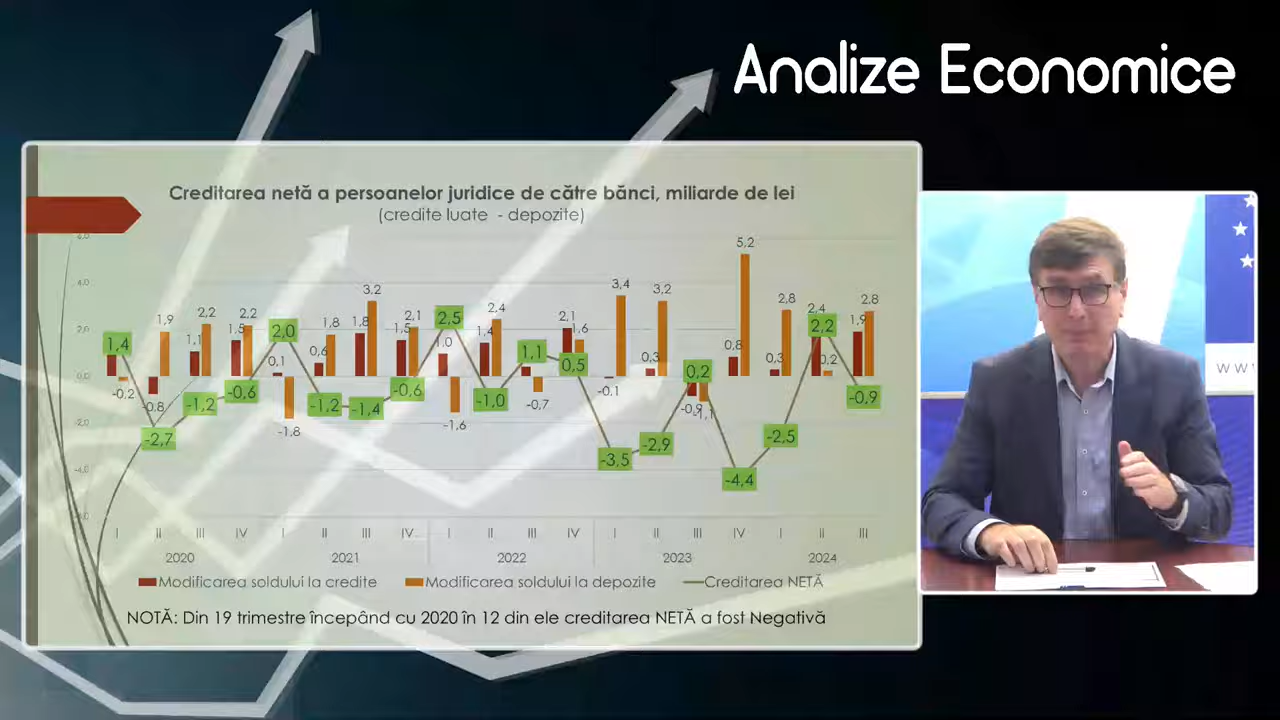 Analize Economice
Creditarea netă a persoanelor juridice de către bănci, miliarde de lei
(credite luate - depozite)
6,0
4,0
2,0
0,0
-2,0
-4,0
-6,0
1,4 -2,7 -1,2 -0,6 2,0 -1,2 -1,4 -0,6 2,5 -1,0 1,1 0,5 -3,5 -2,9 0,2 -4,4 -2,5 2,2 -0,9
-0,8 1,1 1,5 0,1 0,6 1,8 1,5 1,0 1,4 2,1 -0,1 0,3 -0,9 0,8 0,3 2,4 1,9
-0,2 1,9 2,2 2,2 -1,8 1,8 3,2 2,1 -1,6 2,4 -0,7 1,6 3,4 3,2 -1,1 5,2 2,8 0,2 2,8
I II III IV I II III IV I II III IV I II III IV I II III
2020 2021 2022 2023 2024
Modificarea soldului la credite Modificarea soldului la depozite Creditarea NETĂ
NOTĂ: Din 19 trimestre începând cu 2020 în 12 din ele creditarea NETĂ a fost Negativă
WW